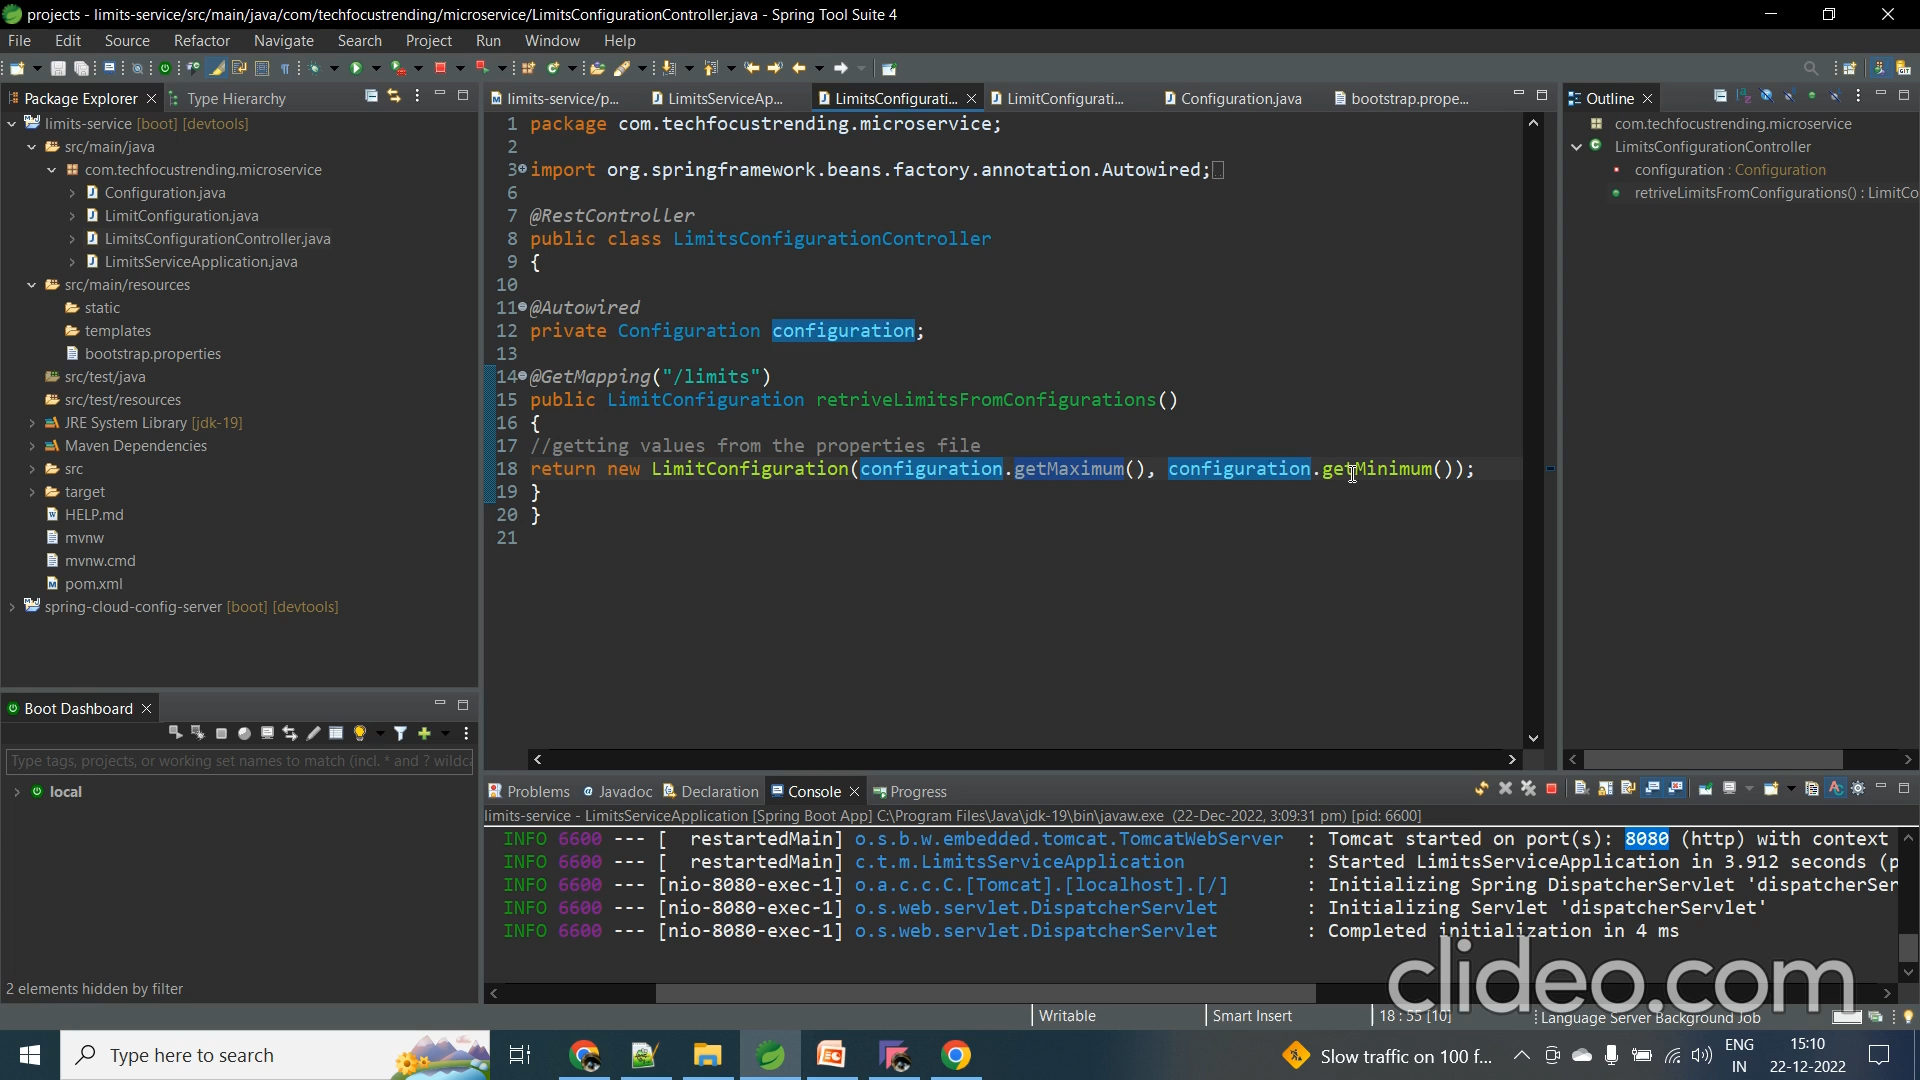 projects - limits-service/src/main/java/com/techfocustrending/microservice/LimitsConfigurationController.java - Spring Tool Suite 4
File Edit Source Refactor Navigate Search Project Run Window Help
Package Explorer
Type Hierarchy
limits-service [boot] [devtools]
src/main/java
com.techfocustrending.microservice
Configuration.java
LimitConfiguration.java
LimitsConfigurationController.java
LimitsServiceApplication.java
src/main/resources
static
templates
bootstrap.properties
src/test/java
src/test/resources
JRE System Library [jdk-19]
Maven Dependencies
src
target
HELP.md
mvnw
mvnw.cmd
pom.xml
spring-cloud-config-server [boot] [devtools]
Boot Dashboard
Type tags, projects, or working set names to match (incl. * and ? wildca
local
2 elements hidden by filter
limits-service/p... LimitsServiceAp... LimitsConfigurati... LimitConfigurati... Configuration.java bootstrap.prope...
1 package com.techfocustrending.microservice;
2
3 import org.springframework.beans.factory.annotation.Autowired;
6
7 @RestController
8 public class LimitsConfigurationController
9 {
10
11 @Autowired
12 private Configuration configuration;
13
14 @GetMapping("/limits")
15 public LimitConfiguration retriveLimitsFromConfigurations()
16 {
17 //getting values from the properties file
18 return new LimitConfiguration(configuration.getMaximum(), configuration.getMinimum());
19 }
20 }
21
Outline
com.techfocustrending.microservice
LimitsConfigurationController
configuration : Configuration
retriveLimitsFromConfigurations() : LimitCo
Problems Javadoc Declaration Console Progress
limits-service - LimitsServiceApplication [Spring Boot App] C:\Program Files\Java\jdk-19\bin\javaw.exe (22-Dec-2022, 3:09:31 pm) [pid: 6600]
INFO 6600 --- [ restartedMain] o.s.b.w.embedded.tomcat.TomcatWebServer : Tomcat started on port(s): 8080 (http) with context
INFO 6600 --- [ restartedMain] c.t.m.LimitsServiceApplication : Started LimitsServiceApplication in 3.912 seconds (p
INFO 6600 --- [nio-8080-exec-1] o.a.c.c.C.[Tomcat].[localhost].[/] : Initializing Spring DispatcherServlet 'dispatcherSer
INFO 6600 --- [nio-8080-exec-1] o.s.web.servlet.DispatcherServlet : Initializing Servlet 'dispatcherServlet'
INFO 6600 --- [nio-8080-exec-1] o.s.web.servlet.DispatcherServlet : Completed initialization in 4 ms
clideo.com
Writable Smart Insert 18 : 55 [10] Language Server Background Job
Type here to search
Slow traffic on 100 f...
ENG
IN
15:10
22-12-2022